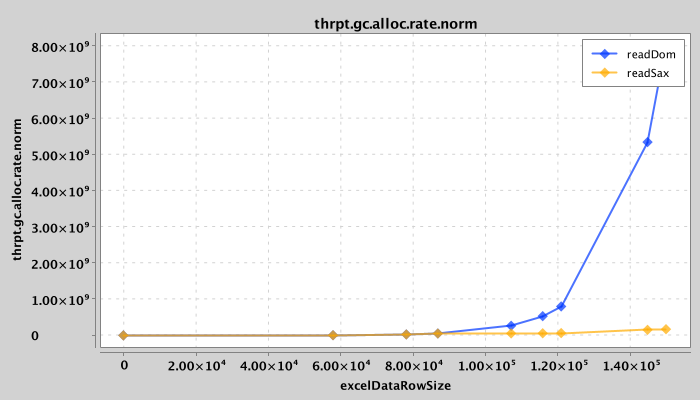 thrpt.gc.alloc.rate.norm
readDom
readSax
8.00×10⁹
7.00×10⁹
6.00×10⁹
5.00×10⁹
4.00×10⁹
3.00×10⁹
2.00×10⁹
1.00×10⁹
0
thrpt.gc.alloc.rate.norm
0 2.00×10⁴ 4.00×10⁴ 6.00×10⁴ 8.00×10⁴ 1.00×10⁵ 1.20×10⁵ 1.40×10⁵
excelDataRowSize